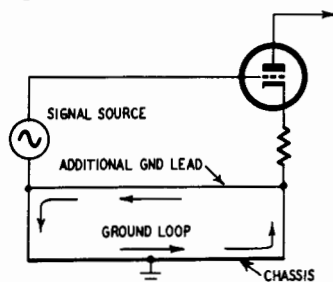 SIGNAL SOURCE
ADDITIONAL GND LEAD
GROUND LOOP
CHASSIS